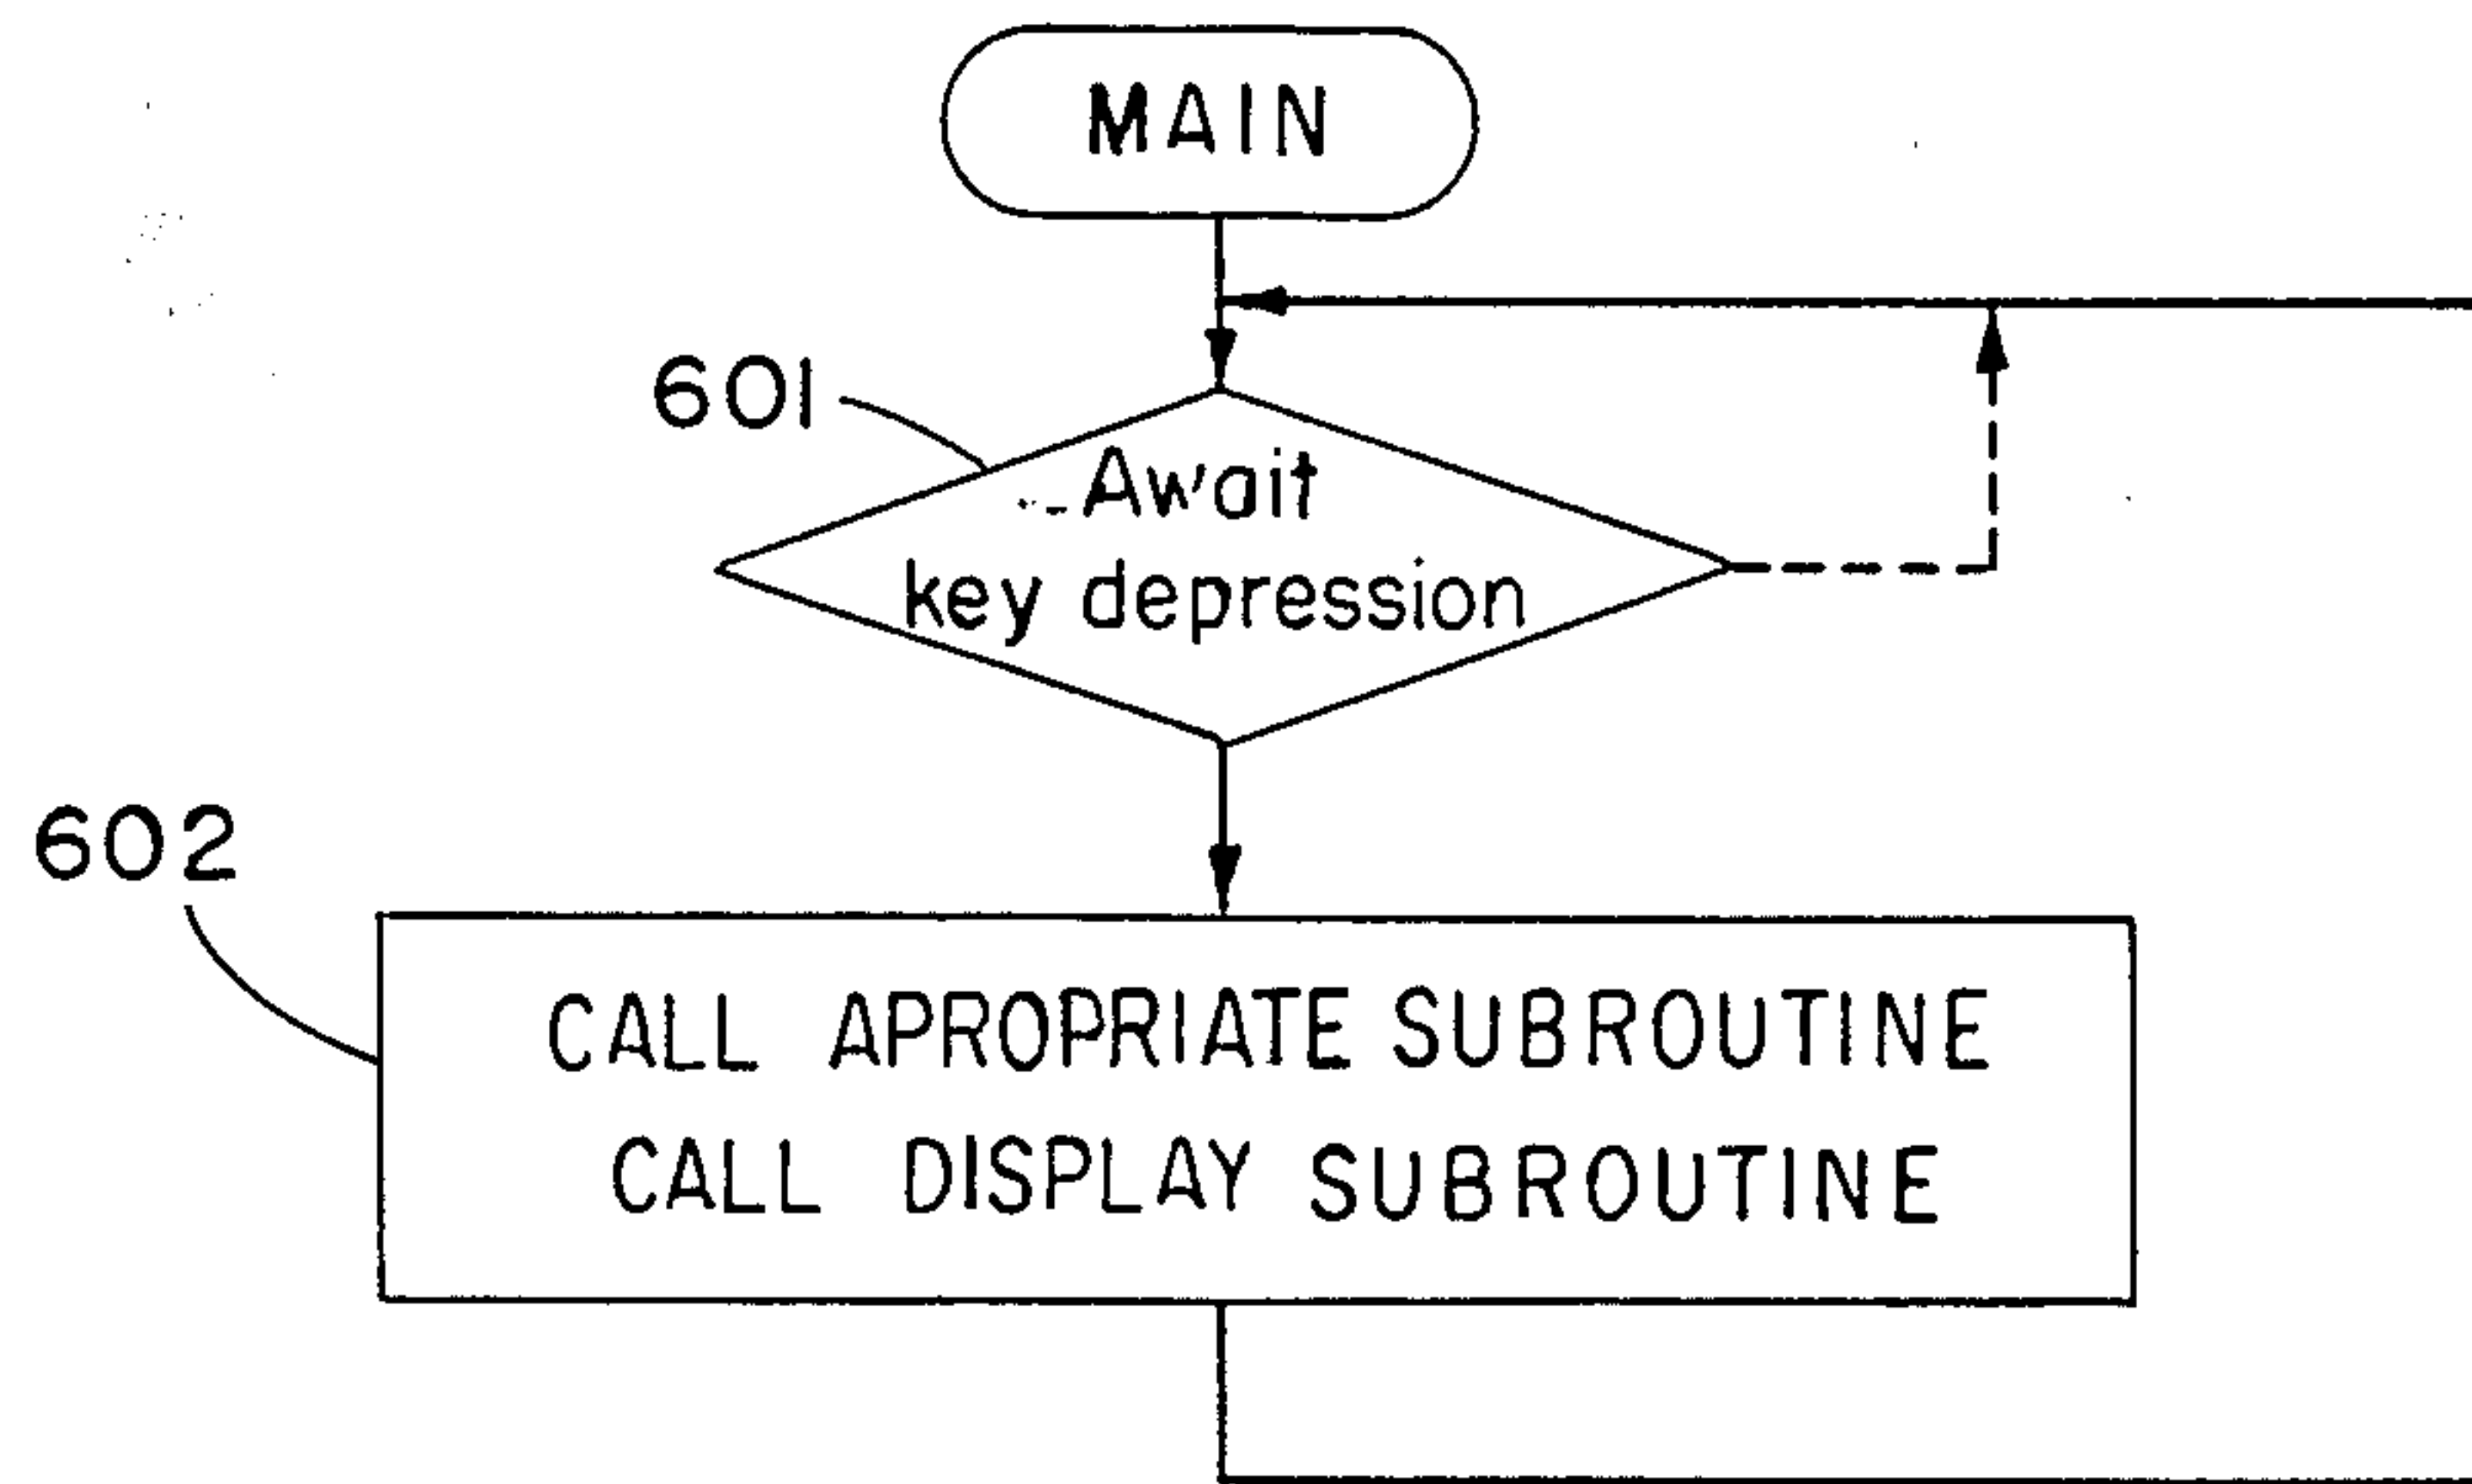 MAIN
601
Await
key depression
602
CALL APROPRIATE SUBROUTINE
CALL DISPLAY SUBROUTINE